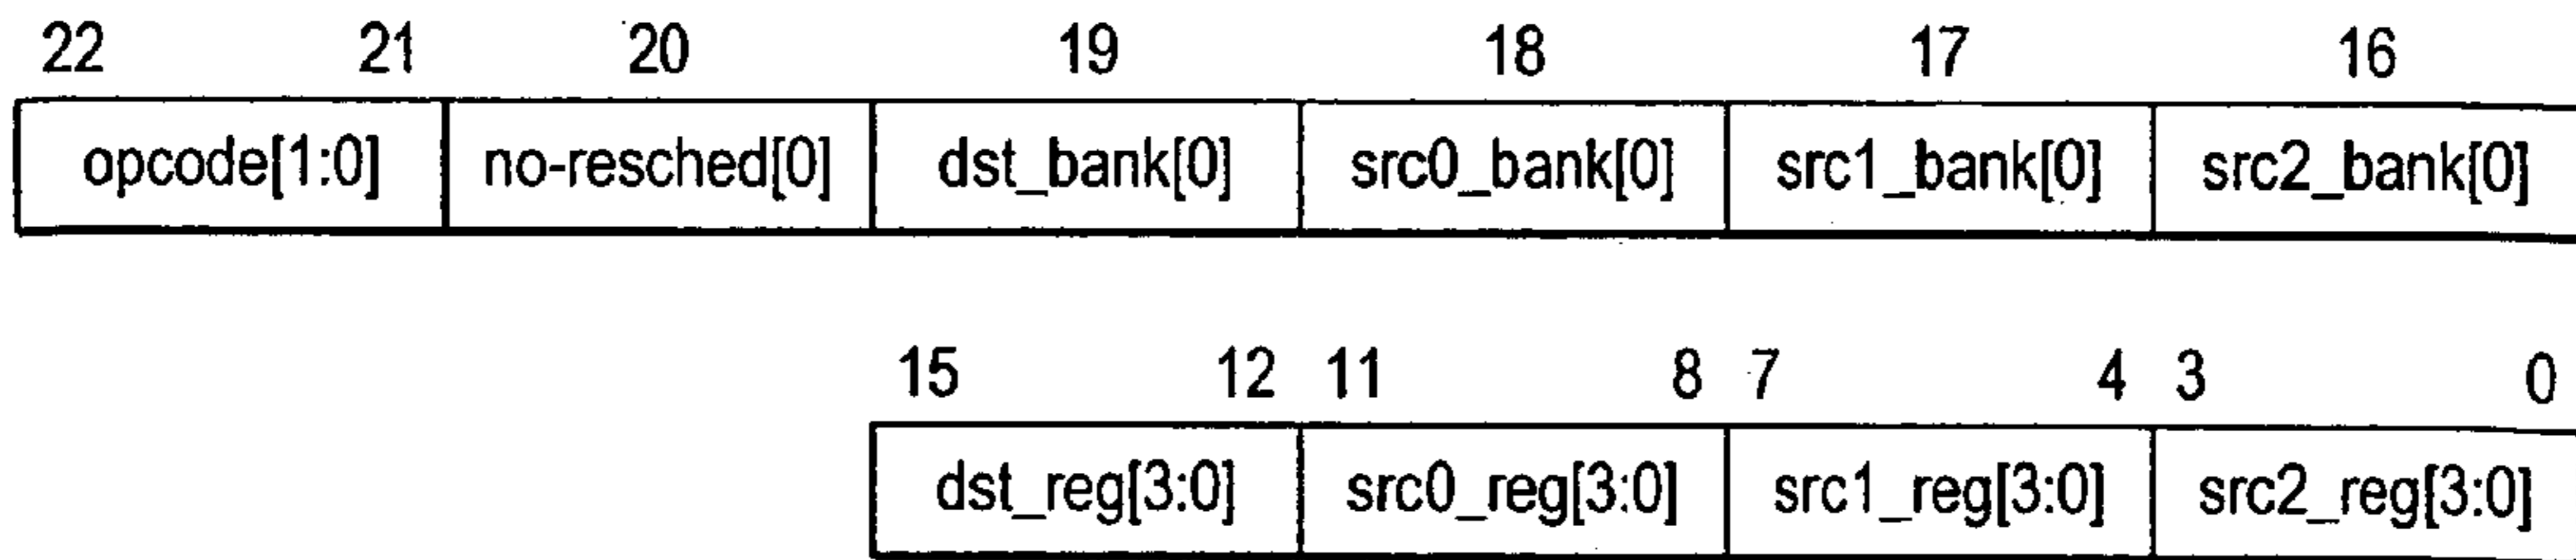 22 21 20 19 18 17 16
opcode[1:0] no-resched[0] dst_bank[0] src0_bank[0] src1_bank[0] src2_bank[0]
15 12 11 8 7 4 3 0
dst_reg[3:0] src0_reg[3:0] src1_reg[3:0] src2_reg[3:0]